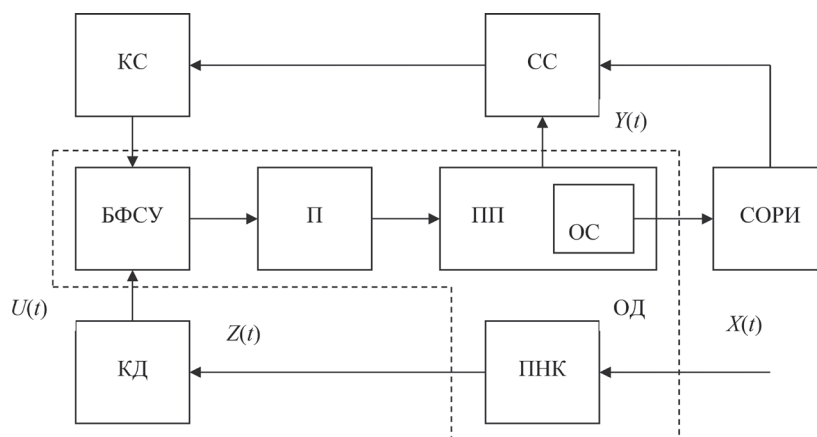 КС
СС
Y(t)
БФСУ
П
ПП
ОС
СОРИ
U(t)
ОД
X(t)
Z(t)
КД
ПНК